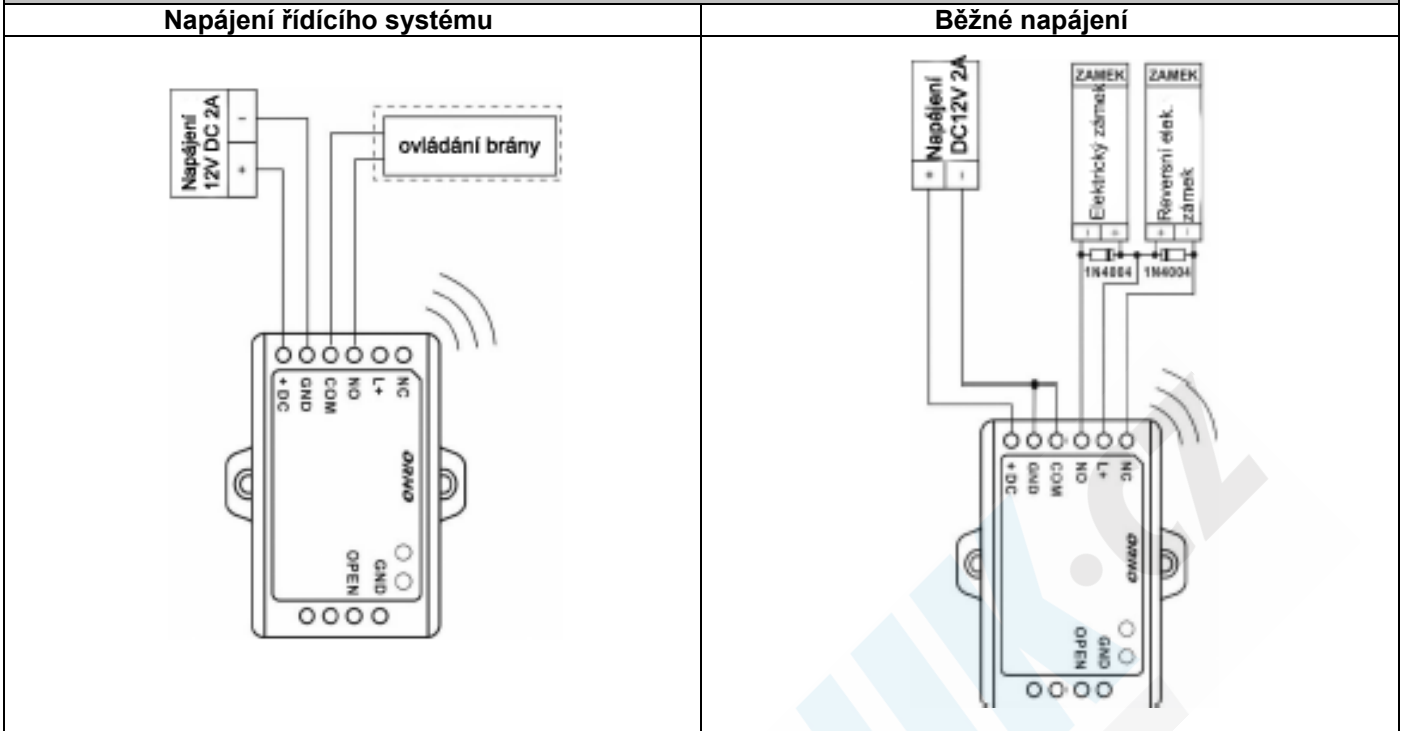 Napájení řídícího systému
Běžné napájení
Napájení
12V DC 2A
-
+
ovládání brány
+ DC
GND
COM
NO
L+
NC
ORNO
OPEN
GND
Napéjení
DC12V 2A
+
-
ZAMEK
Elektrický zámek
-
+
ZAMEK
Reversní elek.
zámek
+
-
1N4004
1N4004
+ DC
GND
COM
NO
L+
NC
ORNO
OPEN
GND